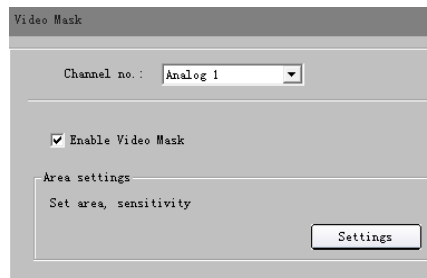 Video Mask
Channel no.: Analog 1
Enable Video Mask
Area settings
Set area, sensitivity
Settings